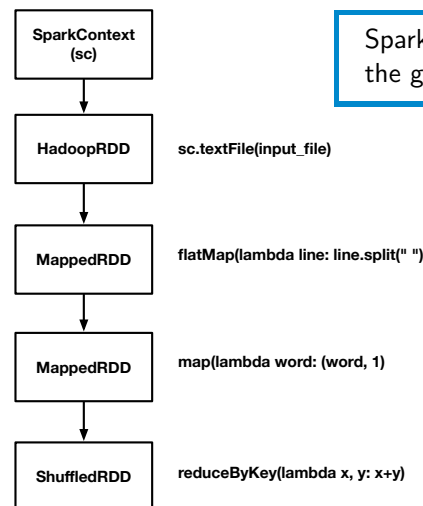 SparkContext
(sc)
Spark
the g
HadoopRDD
sc.textFile(input_file)
MappedRDD
flatMap(lambda line: line.split(" ")
MappedRDD
map(lambda word: (word, 1)
ShuffledRDD
reduceByKey(lambda x, y: x+y)